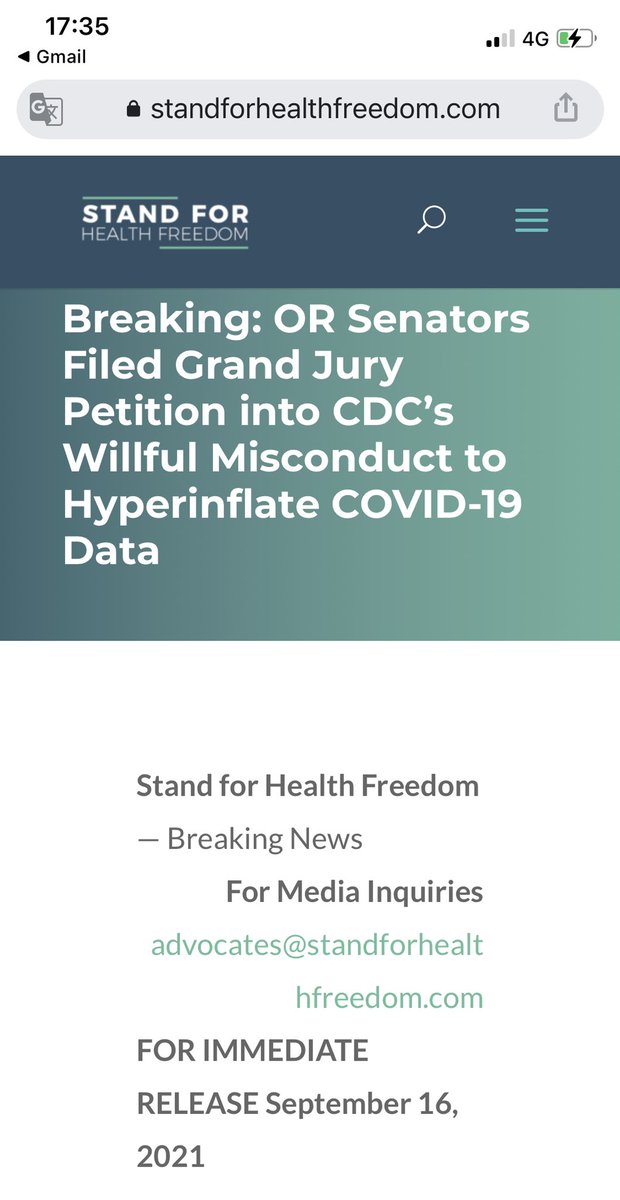 17:35
4G
◀ Gmail
standforhealthfreedom.com
STAND FOR
HEALTH FREEDOM
Breaking: OR Senators
Filed Grand Jury
Petition into CDC’s
Willful Misconduct to
Hyperinflate COVID-19
Data
Stand for Health Freedom
— Breaking News
For Media Inquiries
advocates@standforhealt
hfreedom.com
FOR IMMEDIATE
RELEASE September 16,
2021